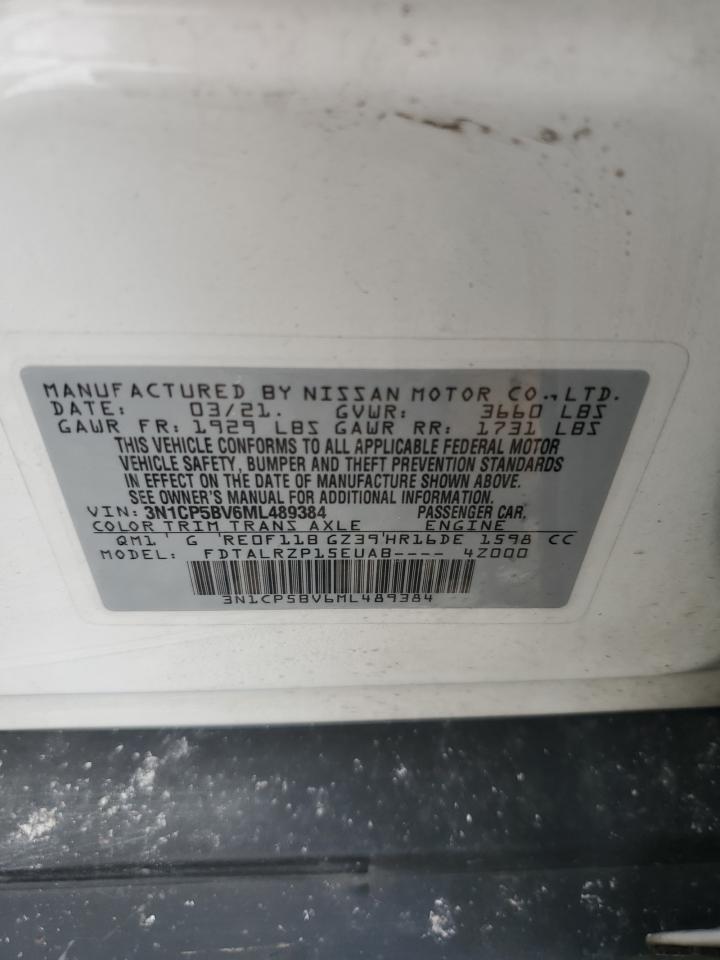 MANUFACTURED BY NISSAN MOTOR CO., LTD.
DATE: 03/21. GVWR: 3660 LBS
GAWR FR: 1929 LBS GAWR RR: 1731 LBS
THIS VEHICLE CONFORMS TO ALL APPLICABLE FEDERAL MOTOR
VEHICLE SAFETY, BUMPER AND THEFT PREVENTION STANDARDS
IN EFFECT ON THE DATE OF MANUFACTURE SHOWN ABOVE.
SEE OWNER'S MANUAL FOR ADDITIONAL INFORMATION.
VIN: 3N1CP5BV6ML489384 PASSENGER CAR.
COLOR TRIM TRANS AXLE ENGINE
QM1 ' G 'RE0F11B GZ39'HR16DE 1598 CC
MODEL: FDTALRZP15EUAB---- 4Z000
3N1CP5BV6ML489384